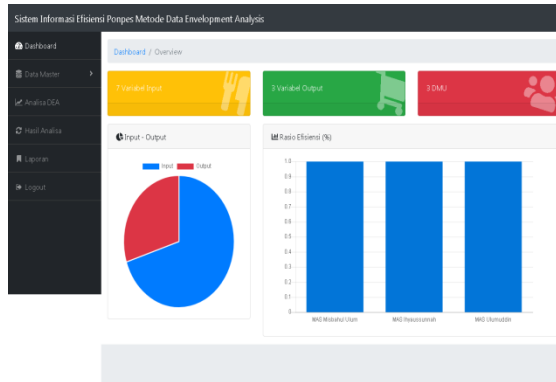 Sistem Informasi Efisiensi Ponpes Metode Data Envelopment Analysis
Dashboard
Data Master
Analisa DEA
Hasil Analisa
Laporan
Logout
Dashboard / Overview
7 Variabel Input
3 Variabel Output
3 DMU
Input - Output
Input Output
Rasio Efisiensi (%)
1.0
0.9
0.9
0.7
0.6
0.5
0.4
0.3
0.2
0.1
0
MAS Misbahul Ulum
MAS Ihyaussunnah
MAS Ulumuddin